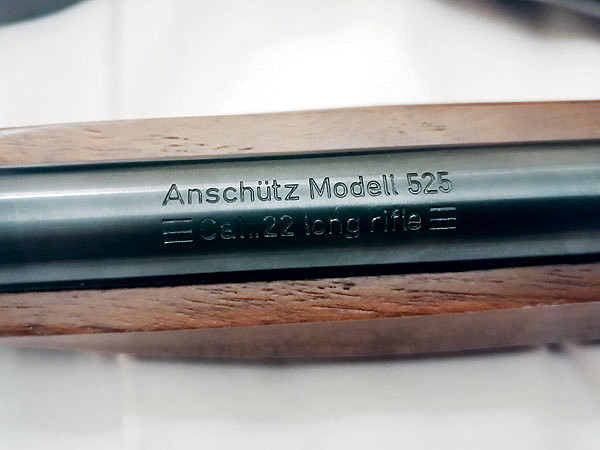 Anschütz Modell 525
Cal..22 long rifle